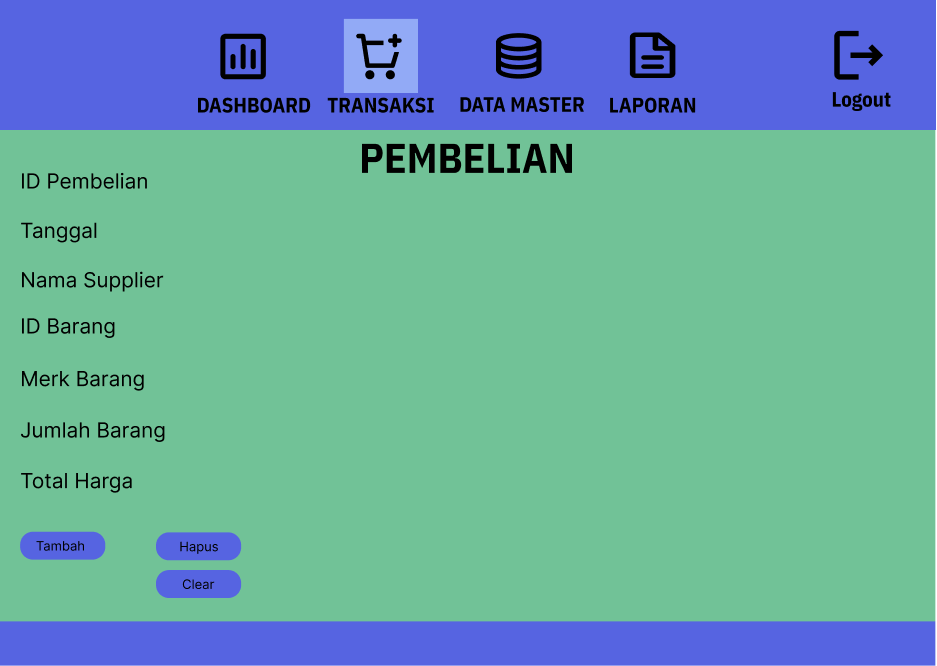 DASHBOARD
TRANSAKSI
DATA MASTER
LAPORAN
Logout
PEMBELIAN
ID Pembelian
Tanggal
Nama Supplier
ID Barang
Merk Barang
Jumlah Barang
Total Harga
Tambah
Hapus
Clear